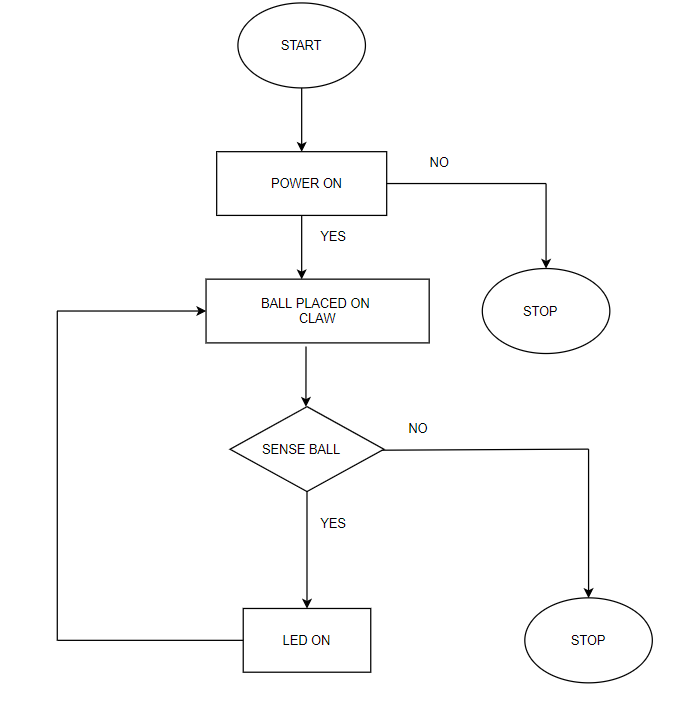 START
NO
POWER ON
YES
BALL PLACED ON
CLAW
STOP
NO
SENSE BALL
YES
LED ON
STOP